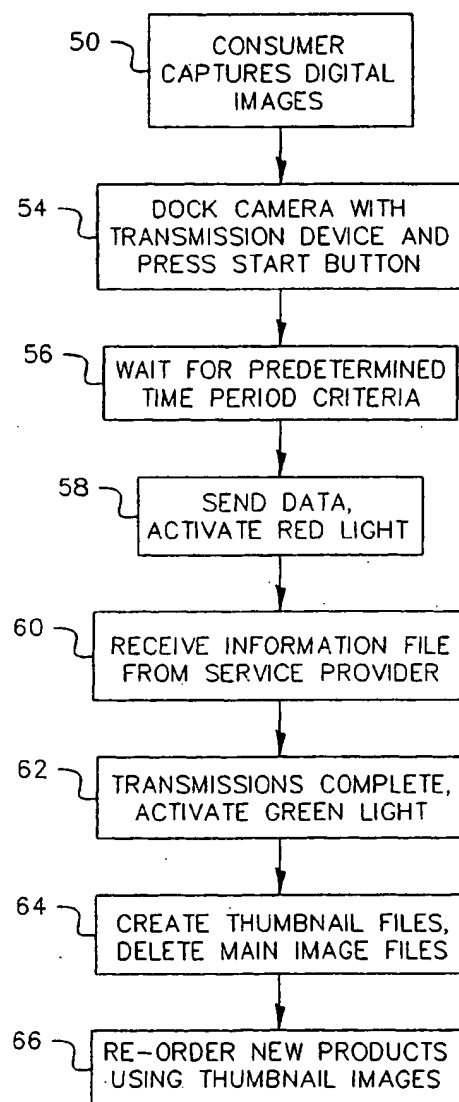 50
CONSUMER
CAPTURES DIGITAL
IMAGES
54
DOCK CAMERA WITH
TRANSMISSION DEVICE AND
PRESS START BUTTON
56
WAIT FOR PREDETERMINED
TIME PERIOD CRITERIA
58
SEND DATA,
ACTIVATE RED LIGHT
60
RECEIVE INFORMATION FILE
FROM SERVICE PROVIDER
62
TRANSMISSIONS COMPLETE,
ACTIVATE GREEN LIGHT
64
CREATE THUMBNAIL FILES,
DELETE MAIN IMAGE FILES
66
RE-ORDER NEW PRODUCTS
USING THUMBNAIL IMAGES